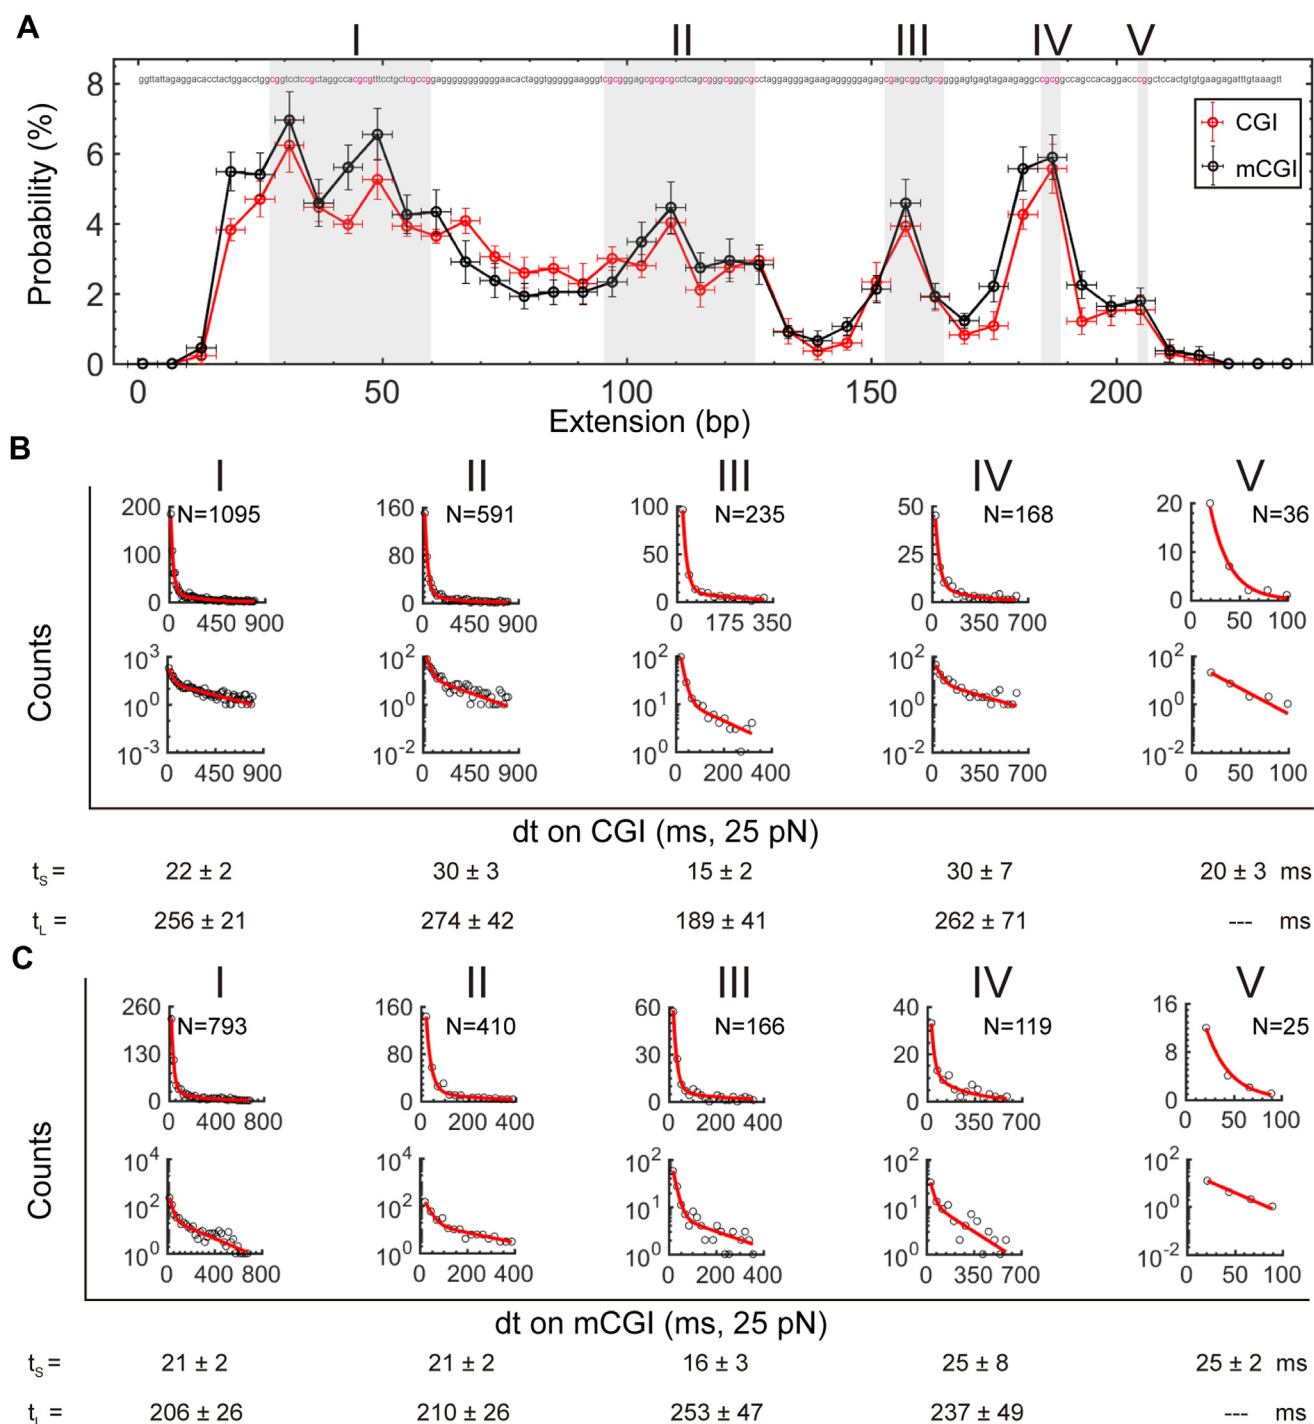 A
I II III IV V
ggttattagaggacacctactggacctggcggtcctccgctaggccacgcgtttcctgctcgcccggagggggggggggaacactaggtgggggaagggtcgcgggagcgcgcgcctcagcgggcgggcgcctaggagggagaagagggggagagcgagcggctgcggggagtgagtagaagaggccgcggccagccacaggaccccggctccactgtgtgaagagatttgtaaagtt
8
6
4
2
0
Probability (%)
CGI
mCGI
0 50 100 150 200
Extension (bp)
B
I II III IV V
N=1095 N=591 N=235 N=168 N=36
200 160 100 50 20
100 80 50 25 10
0 0 0 0 0
0 450 900 0 450 900 0 175 350 0 350 700 0 50 100
Counts
10³ 10² 10² 10² 10²
10⁰ 10⁰ 10¹ 10⁰ 10⁰
10⁻³ 10⁻² 10⁰ 10⁻² 10⁻²
0 450 900 0 450 900 0 200 400 0 350 700 0 50 100
dt on CGI (ms, 25 pN)
tS = 22 ± 2 30 ± 3 15 ± 2 30 ± 7 20 ± 3 ms
tL = 256 ± 21 274 ± 42 189 ± 41 262 ± 71 --- ms
C
I II III IV V
N=793 N=410 N=166 N=119 N=25
260 160 60 40 16
130 80 30 20 8
0 0 0 0 0
0 400 800 0 200 400 0 200 400 0 350 700 0 50 100
Counts
10⁴ 10⁴ 10² 10² 10²
10² 10² 10¹ 10¹ 10⁰
10⁰ 10⁰ 10⁰ 10⁰ 10⁻²
0 400 800 0 200 400 0 200 400 0 350 700 0 50 100
dt on mCGI (ms, 25 pN)
tS = 21 ± 2 21 ± 2 16 ± 3 25 ± 8 25 ± 2 ms
tL = 206 ± 26 210 ± 26 253 ± 47 237 ± 49 --- ms